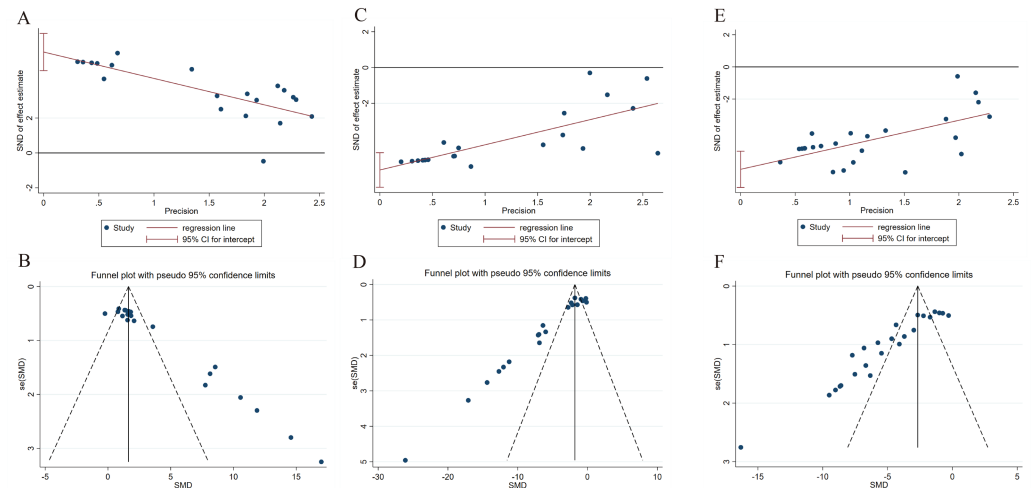 A
SND of effect estimate
2
0
-2
0
.5
1
1.5
2
2.5
Precision
Study
regression line
95% CI for intercept
B
Funnel plot with pseudo 95% confidence limits
se(SMD)
0
1
2
3
-5
0
5
10
15
SMD
C
SND of effect estimate
2
0
-2
0
.5
1
1.5
2
2.5
Precision
Study
regression line
95% CI for intercept
D
Funnel plot with pseudo 95% confidence limits
se(SMD)
0
1
2
3
4
5
-30
-20
-10
0
10
SMD
E
SND of effect estimate
2
0
-2
0
.5
1
1.5
2
2.5
Precision
Study
regression line
95% CI for intercept
F
Funnel plot with pseudo 95% confidence limits
se(SMD)
0
1
2
3
-15
-10
-5
0
5
SMD